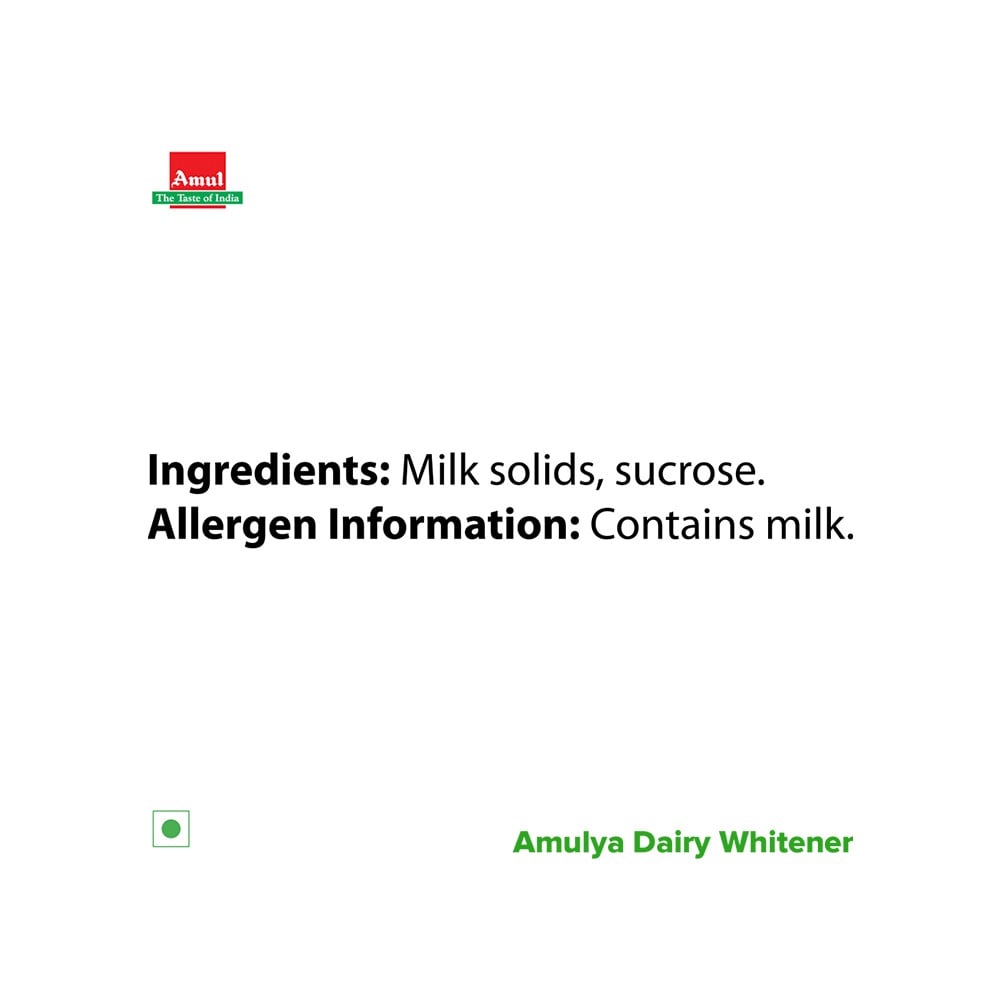 Amul
The Taste of India
Ingredients: Milk solids, sucrose.
Allergen Information: Contains milk.
Amulya Dairy Whitener